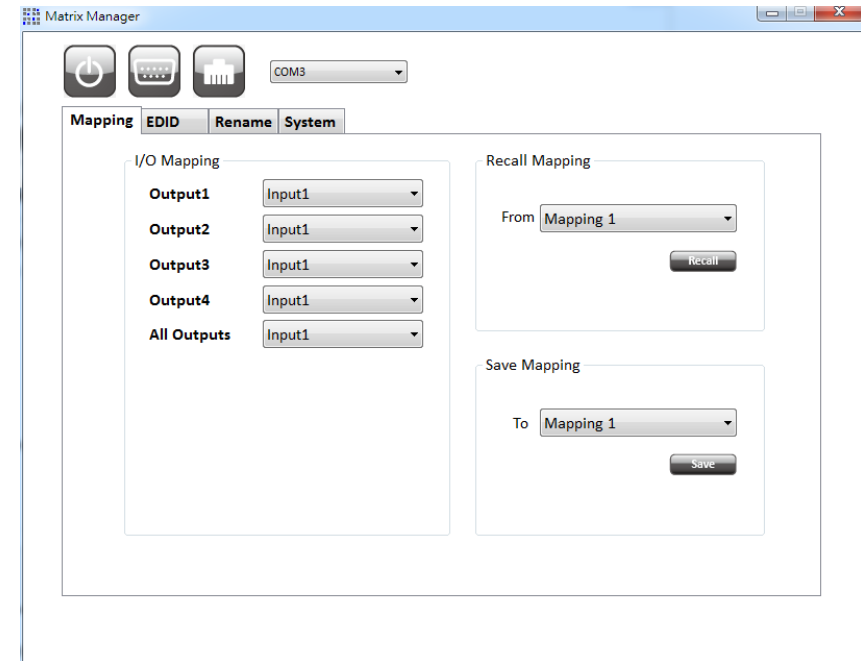 Matrix Manager
COM3
Mapping EDID Rename System
I/O Mapping
Output1 Input1
Output2 Input1
Output3 Input1
Output4 Input1
All Outputs Input1
Recall Mapping
From Mapping 1
Recall
Save Mapping
To Mapping 1
Save